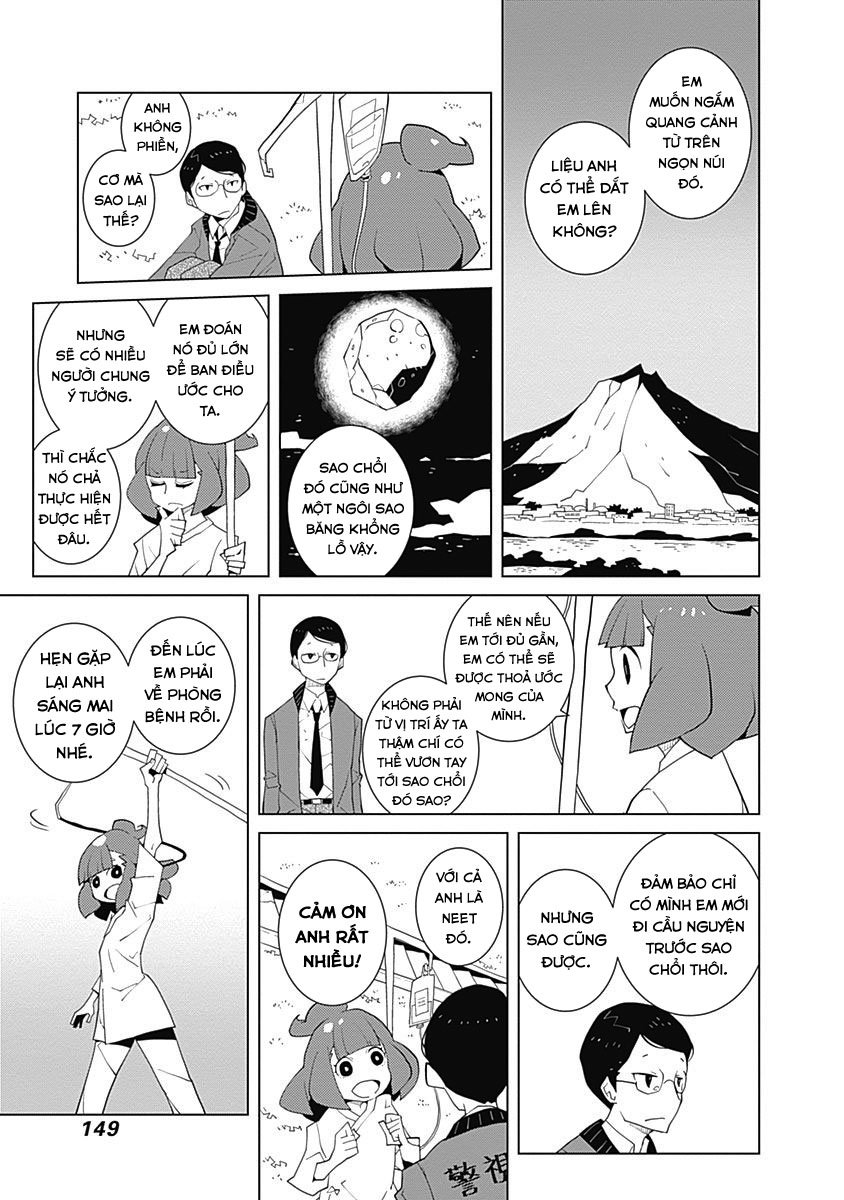 EM
MUỐN NGẮM
QUANG CẢNH
TỪ TRÊN
NGỌN NÚI
ĐÓ.
LIỆU ANH
CÓ THỂ DẮT
EM LÊN
KHÔNG?
ANH
KHÔNG
PHIỀN,
CƠ MÀ
SAO LẠI
THẾ?
SAO CHỔI
ĐÓ CŨNG NHƯ
MỘT NGÔI SAO
BĂNG KHỔNG
LỒ VẬY.
EM ĐOÁN
NÓ ĐỦ LỚN
ĐỂ BAN ĐIỀU
ƯỚC CHO
TA.
NHƯNG
SẼ CÓ NHIỀU
NGƯỜI CHUNG
Ý TƯỞNG.
THÌ CHẮC
NÓ CHẢ
THỰC HIỆN
ĐƯỢC HẾT
ĐÂU.
THẾ NÊN NẾU
EM TỚI ĐỦ GẦN,
EM CÓ THỂ SẼ
ĐƯỢC THOẢ ƯỚC
MONG CỦA
MÌNH.
KHÔNG PHẢI
TỪ VỊ TRÍ ẤY TA
THẬM CHÍ CÓ
THỂ VƯƠN TAY
TỚI SAO CHỔI
ĐÓ SAO?
ĐẢM BẢO CHỈ
CÓ MÌNH EM MỚI
ĐI CẦU NGUYỆN
TRƯỚC SAO
CHỔI THÔI.
NHƯNG
SAO CŨNG
ĐƯỢC.
VỚI CẢ
ANH LÀ
NEET
ĐÓ.
CẢM ƠN
ANH RẤT
NHIỀU!
警視
ĐẾN LÚC
EM PHẢI
VỀ PHÒNG
BỆNH RỒI.
HẸN GẶP
LẠI ANH
SÁNG MAI
LÚC 7 GIỜ
NHÉ.
149